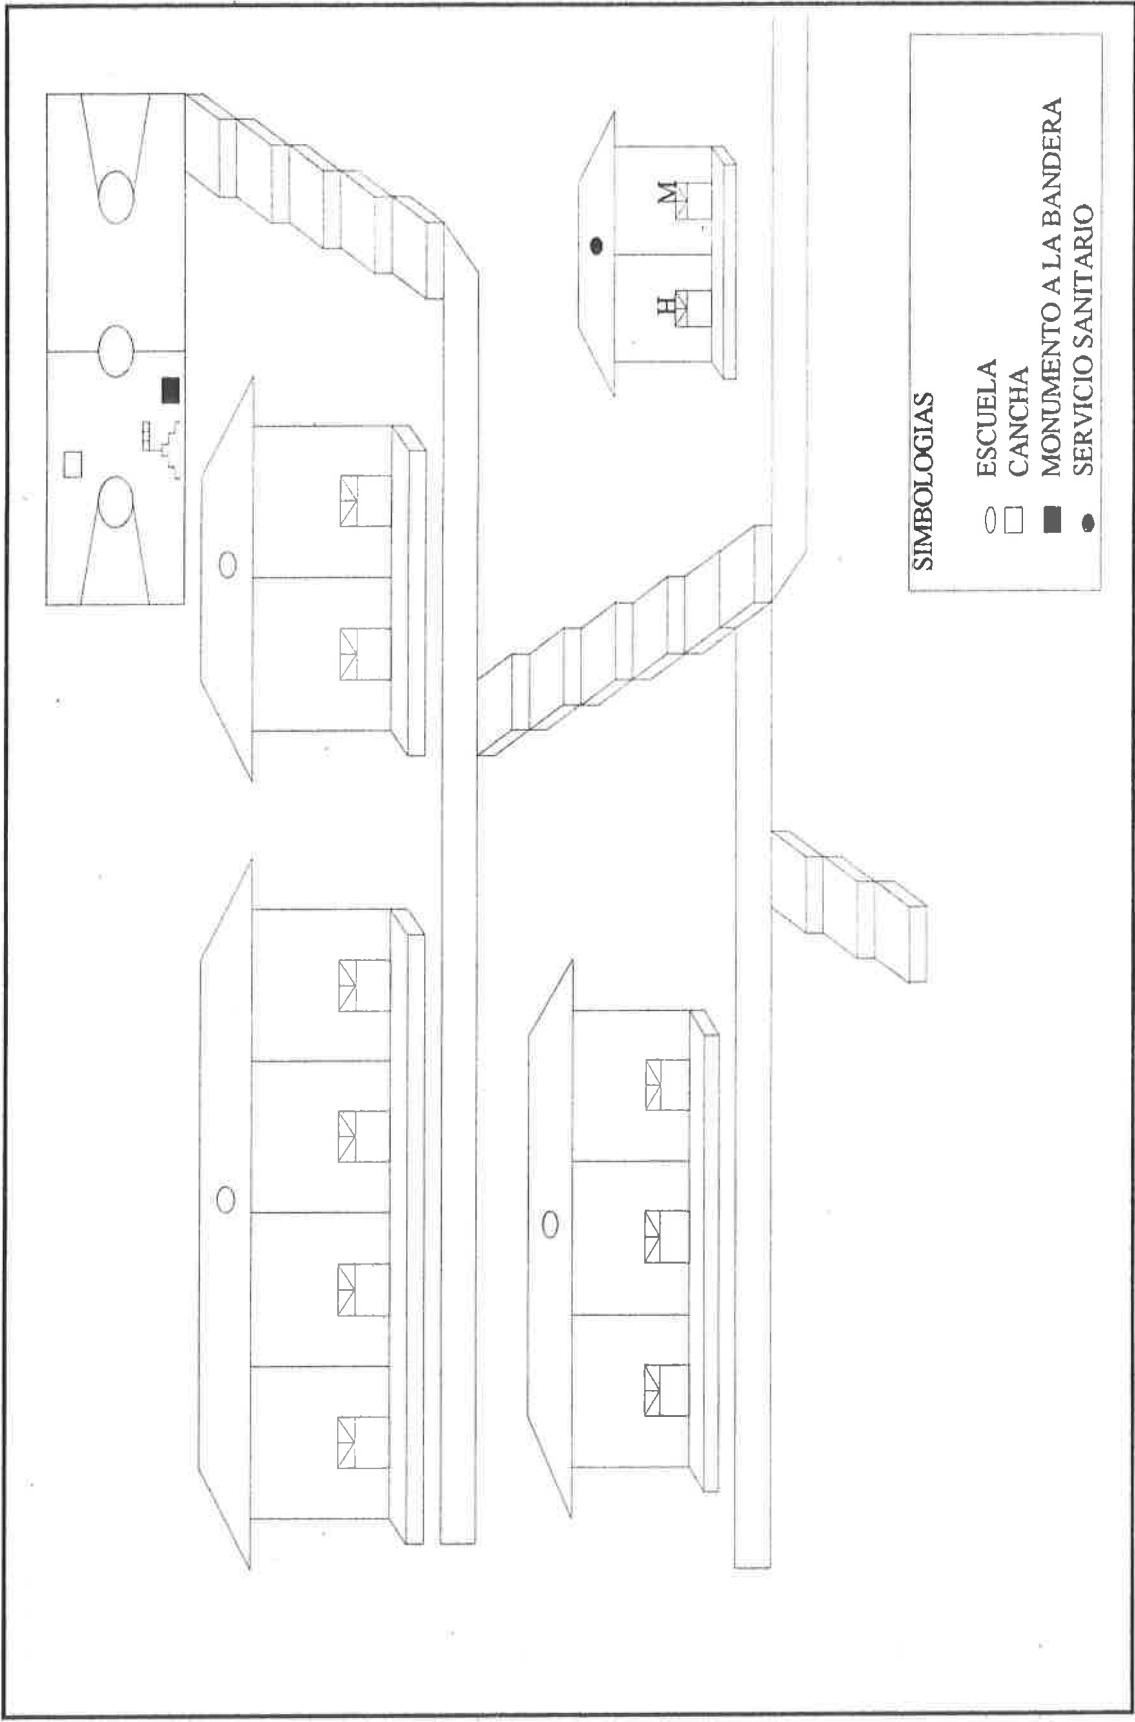 H
M
SIMBOLOGIAS
ESCUELA
CANCHA
MONUMENTO A LA BANDERA
SERVICIO SANITARIO